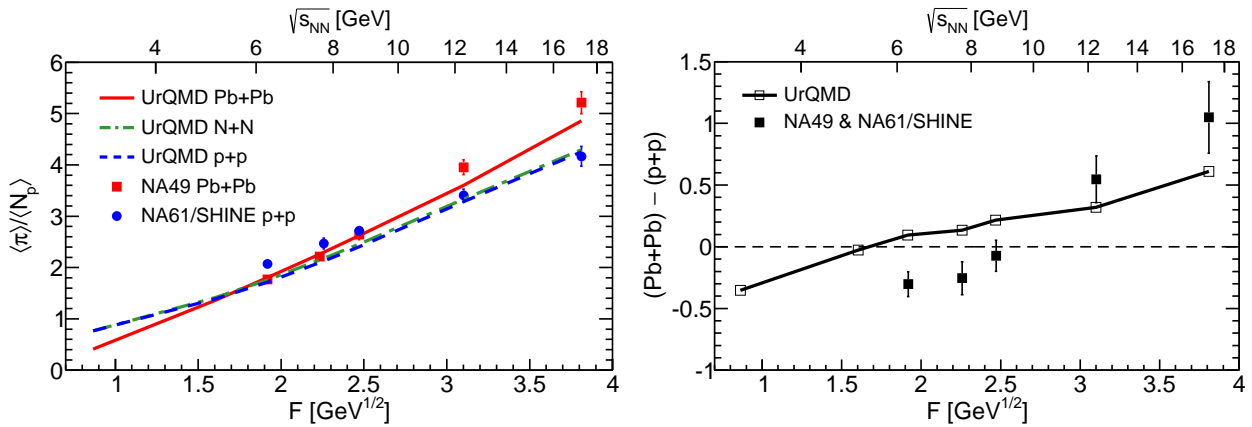 √s_NN [GeV]
4 6 8 10 12 14 16 18
6
5
4
3
2
1
0
⟨π⟩/⟨N_p⟩
UrQMD Pb+Pb
UrQMD N+N
UrQMD p+p
NA49 Pb+Pb
NA61/SHINE p+p
1 1.5 2 2.5 3 3.5 4
F [GeV^1/2]
√s_NN [GeV]
4 6 8 10 12 14 16 18
1.5
1
0.5
0
-0.5
-1
(Pb+Pb) − (p+p)
UrQMD
NA49 & NA61/SHINE
1 1.5 2 2.5 3 3.5 4
F [GeV^1/2]